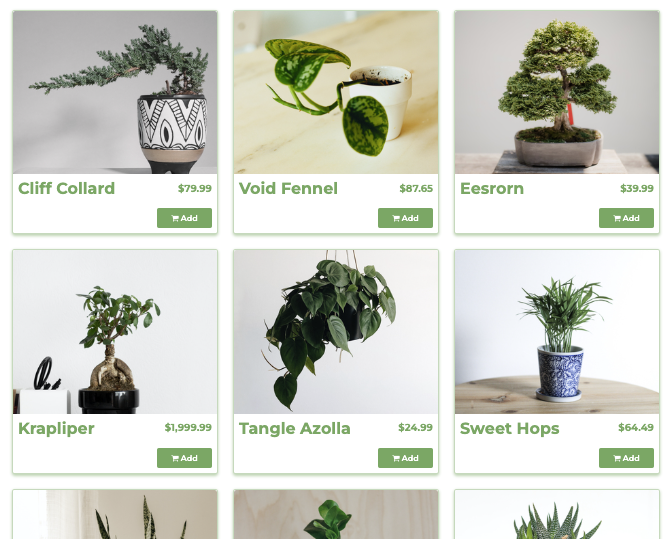 Cliff Collard $79.99
Add
Void Fennel $87.65
Add
Eesrorn $39.99
Add
Krapliper $1,999.99
Add
Tangle Azolla $24.99
Add
Sweet Hops $64.49
Add